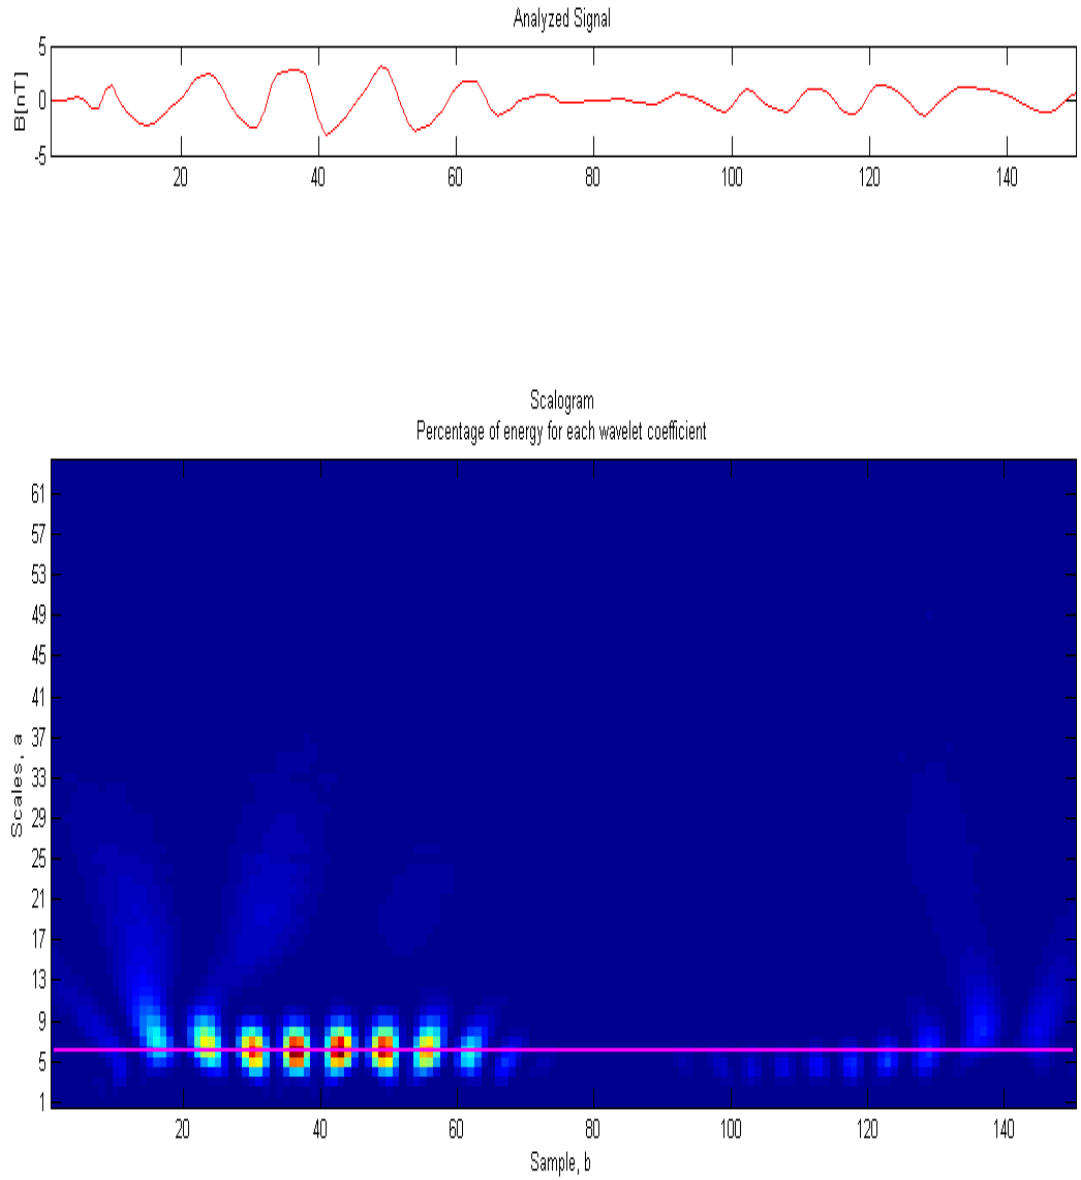 Analyzed Signal
B[nT]
5
0
-5
20 40 60 80 100 120 140
Scalogram
Percentage of energy for each wavelet coefficient
Scales, a
61
57
53
49
45
41
37
33
29
25
21
17
13
9
5
1
20 40 60 80 100 120 140
Sample, b